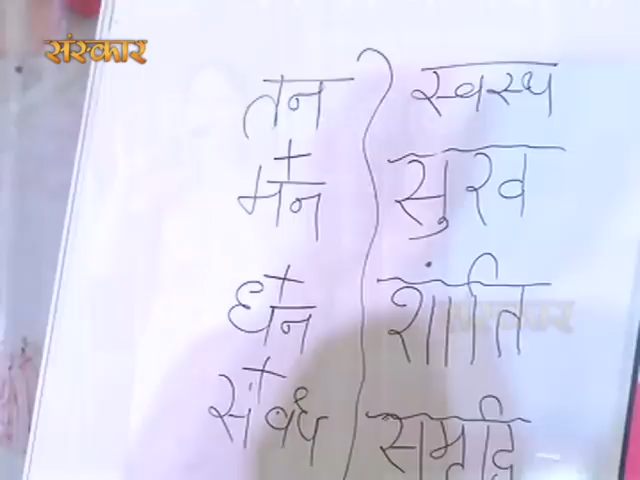 संस्कार
तन स्वस्थ
+
मन सुख
+
धन शांति
+
संवंध समृद्धि